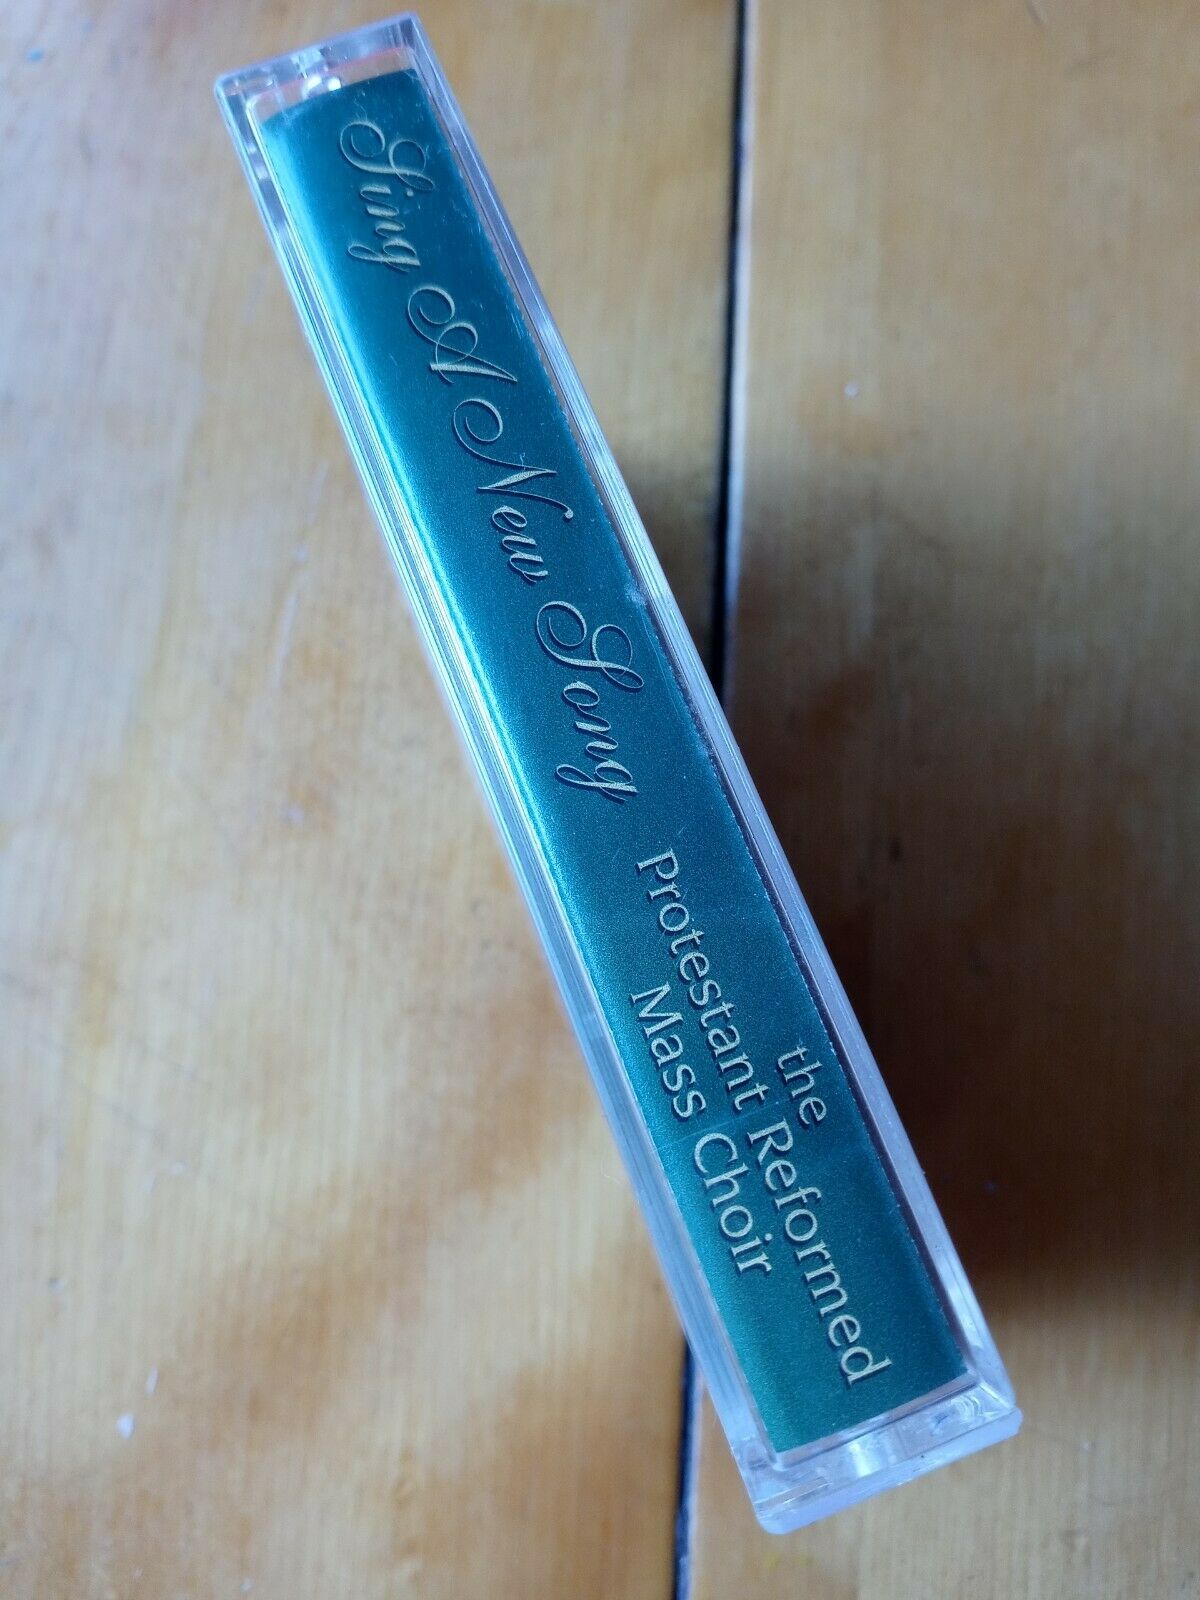 Sing A New Song
the
Protestant Reformed
Mass Choir